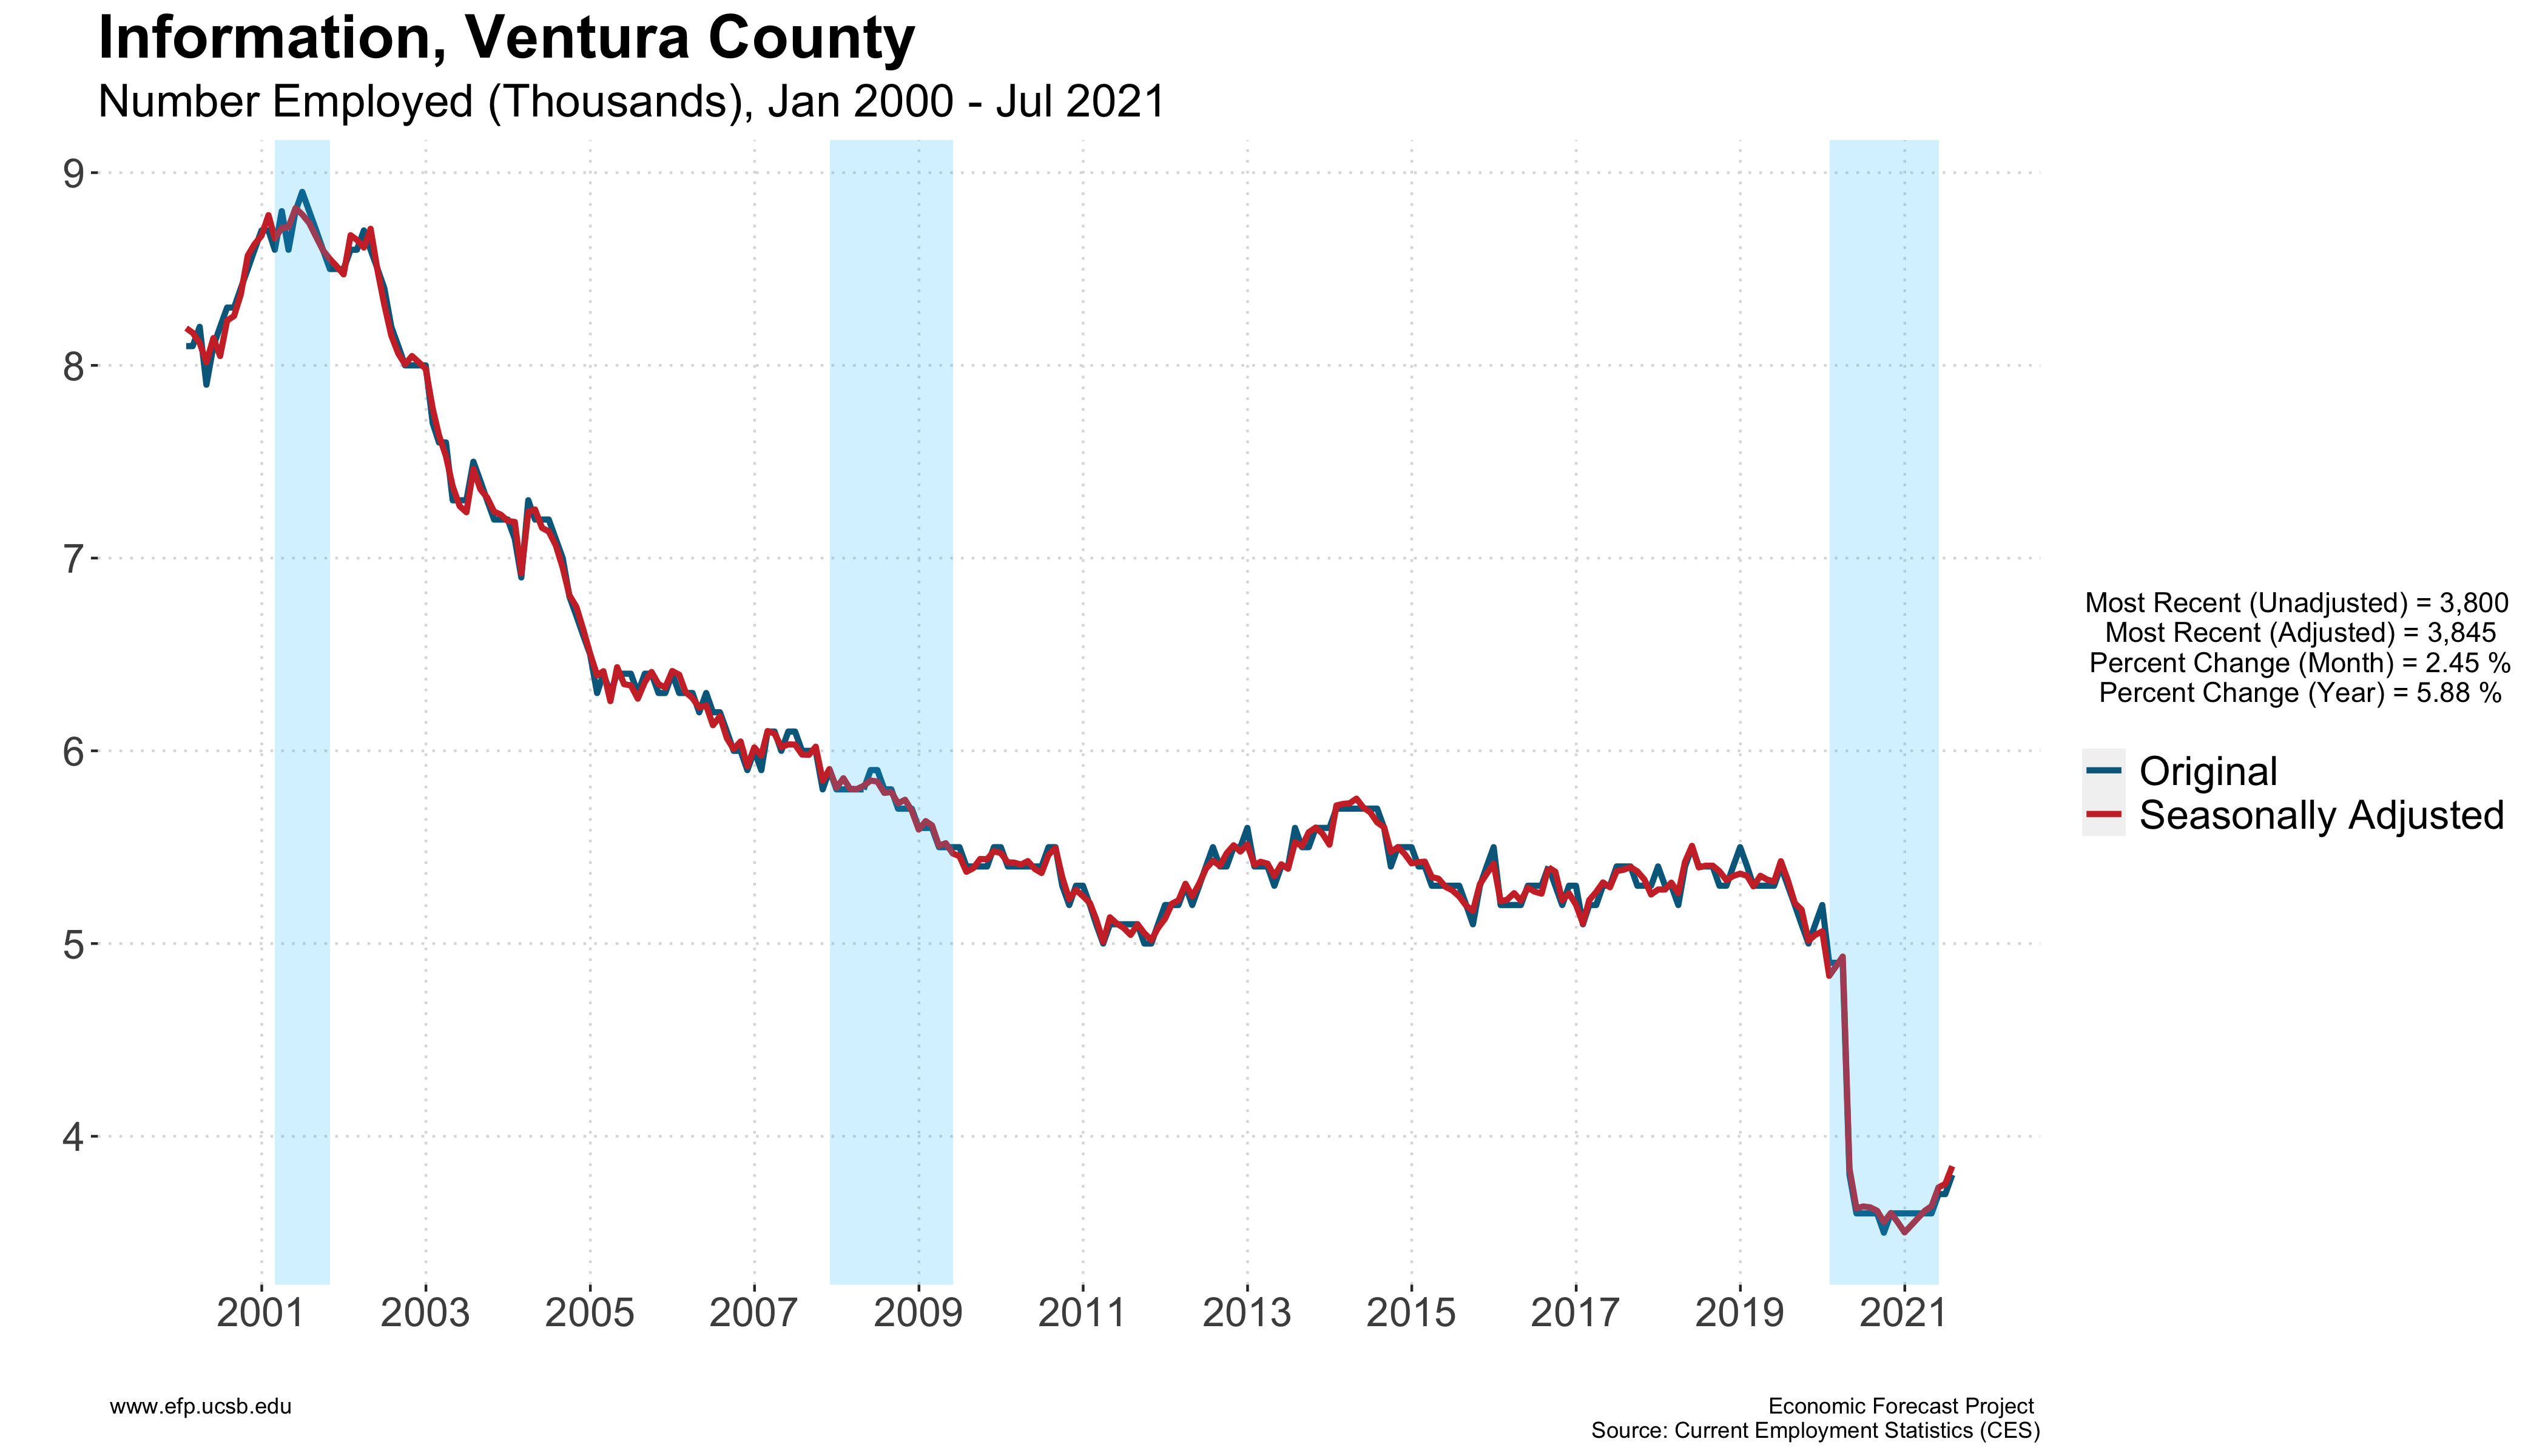 Information, Ventura County
Number Employed (Thousands), Jan 2000 - Jul 2021
9
8
7
6
5
4
2001 2003 2005 2007 2009 2011 2013 2015 2017 2019 2021
Most Recent (Unadjusted) = 3,800
Most Recent (Adjusted) = 3,845
Percent Change (Month) = 2.45 %
Percent Change (Year) = 5.88 %
Original
Seasonally Adjusted
www.efp.ucsb.edu
Economic Forecast Project
Source: Current Employment Statistics (CES)